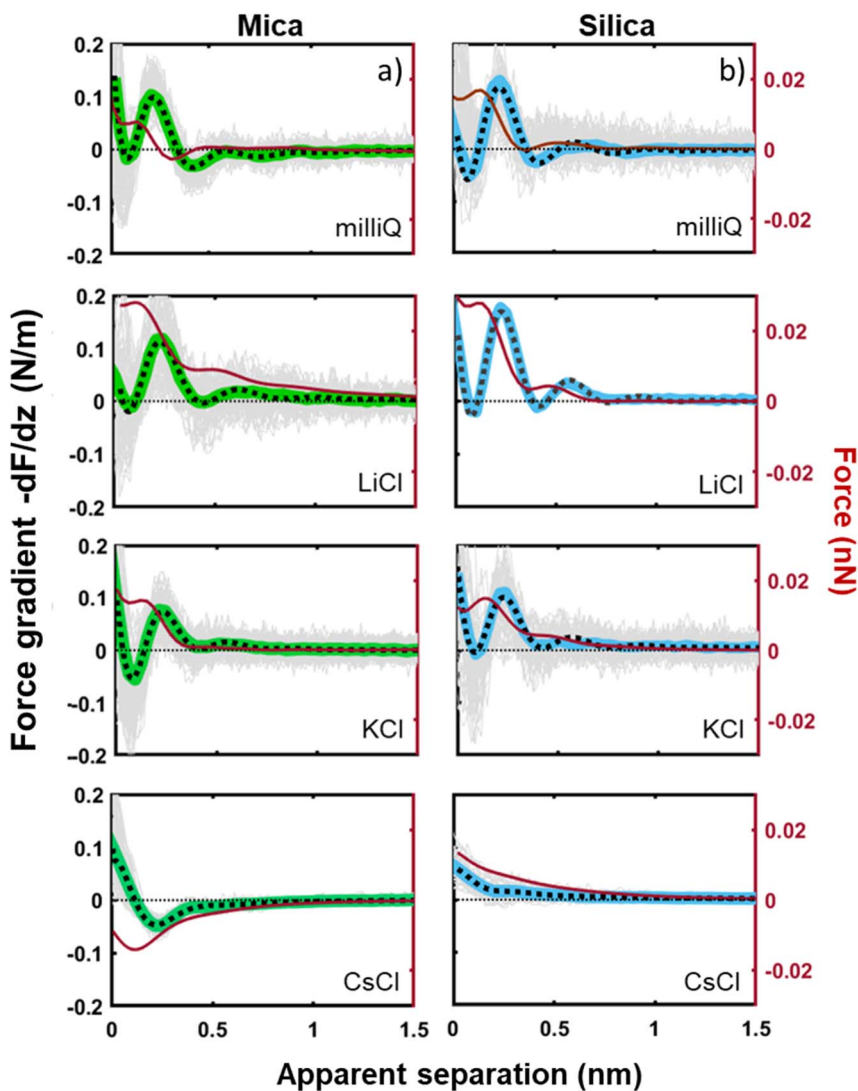 Mica
Silica
a)
b)
0.2
0.1
0
-0.1
-0.2
milliQ
milliQ
0.02
0
-0.02
0.2
0.1
0
-0.1
-0.2
LiCl
LiCl
0.02
0
-0.02
0.2
0.1
0
-0.1
-0.2
KCl
KCl
0.02
0
-0.02
0.2
0.1
0
-0.1
-0.2
CsCl
CsCl
0.02
0
-0.02
0 0.5 1 1.5
0 0.5 1 1.5
Force gradient -dF/dz (N/m)
Force (nN)
Apparent separation (nm)